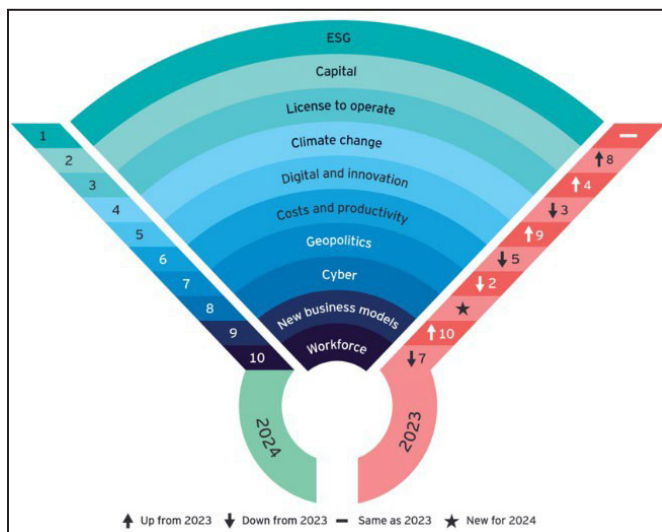 ESG
Capital
License to operate
Climate change
Digital and innovation
Costs and productivity
Geopolitics
Cyber
New business models
Workforce
1
2
3
4
5
6
7
8
9
10
8
4
3
9
5
2
10
7
2024
2023
Up from 2023 Down from 2023 Same as 2023 New for 2024